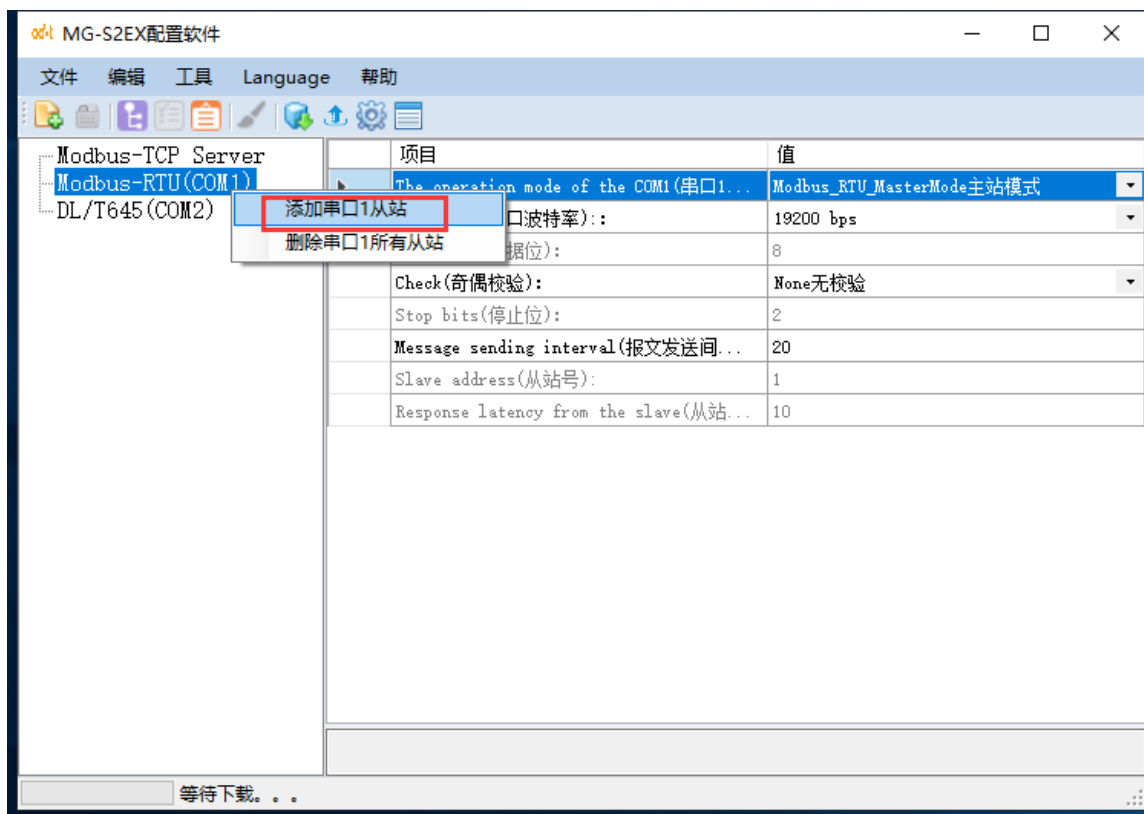 MG-S2EX配置软件
文件 编辑 工具 Language 帮助
Modbus-TCP Server
Modbus-RTU(COM1)
DL/T645(COM2)
添加串口1从站
删除串口1所有从站
项目 值
The operation mode of the COM1(串口1... Modbus_RTU_MasterMode主站模式
口波特率):: 19200 bps
据位): 8
Check(奇偶校验): None无校验
Stop bits(停止位): 2
Message sending interval(报文发送间... 20
Slave address(从站号): 1
Response latency from the slave(从站... 10
等待下载。。。